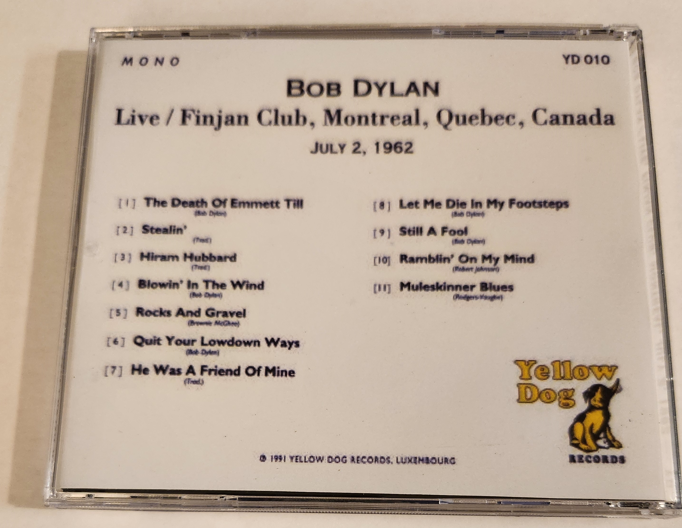 MONO
YD 010
BOB DYLAN
Live / Finjan Club, Montreal, Quebec, Canada
JULY 2, 1962
[1] The Death Of Emmett Till
(Bob Dylan)
[2] Stealin'
(Trad.)
[3] Hiram Hubbard
(Trad.)
[4] Blowin' In The Wind
(Bob Dylan)
[5] Rocks And Gravel
(Brownie McGhee)
[6] Quit Your Lowdown Ways
(Bob Dylan)
[7] He Was A Friend Of Mine
(Trad.)
[8] Let Me Die In My Footsteps
(Bob Dylan)
[9] Still A Fool
(Bob Dylan)
[10] Ramblin' On My Mind
(Robert Johnson)
[11] Muleskinner Blues
(Rodgers-Vaughn)
Yellow
Dog
RECORDS
℗ 1991 YELLOW DOG RECORDS, LUXEMBOURG